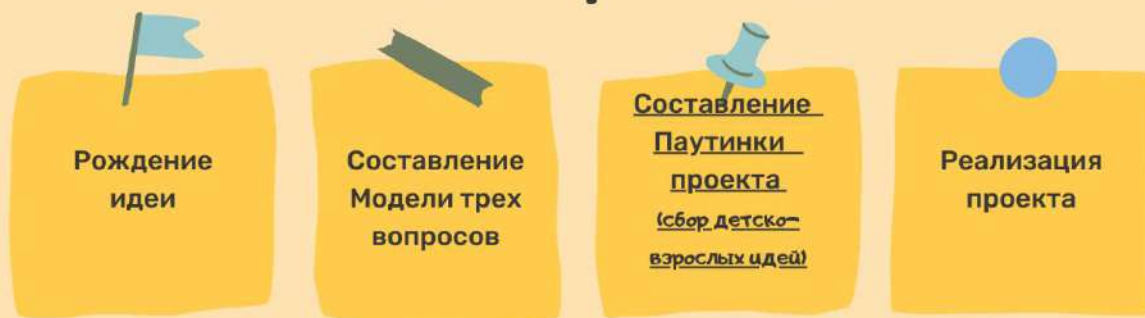 Рождение
идеи
Составление
Модели трех
вопросов
Составление
Паутинки
проекта
(сбор детско-
взрослых идей)
Реализация
проекта